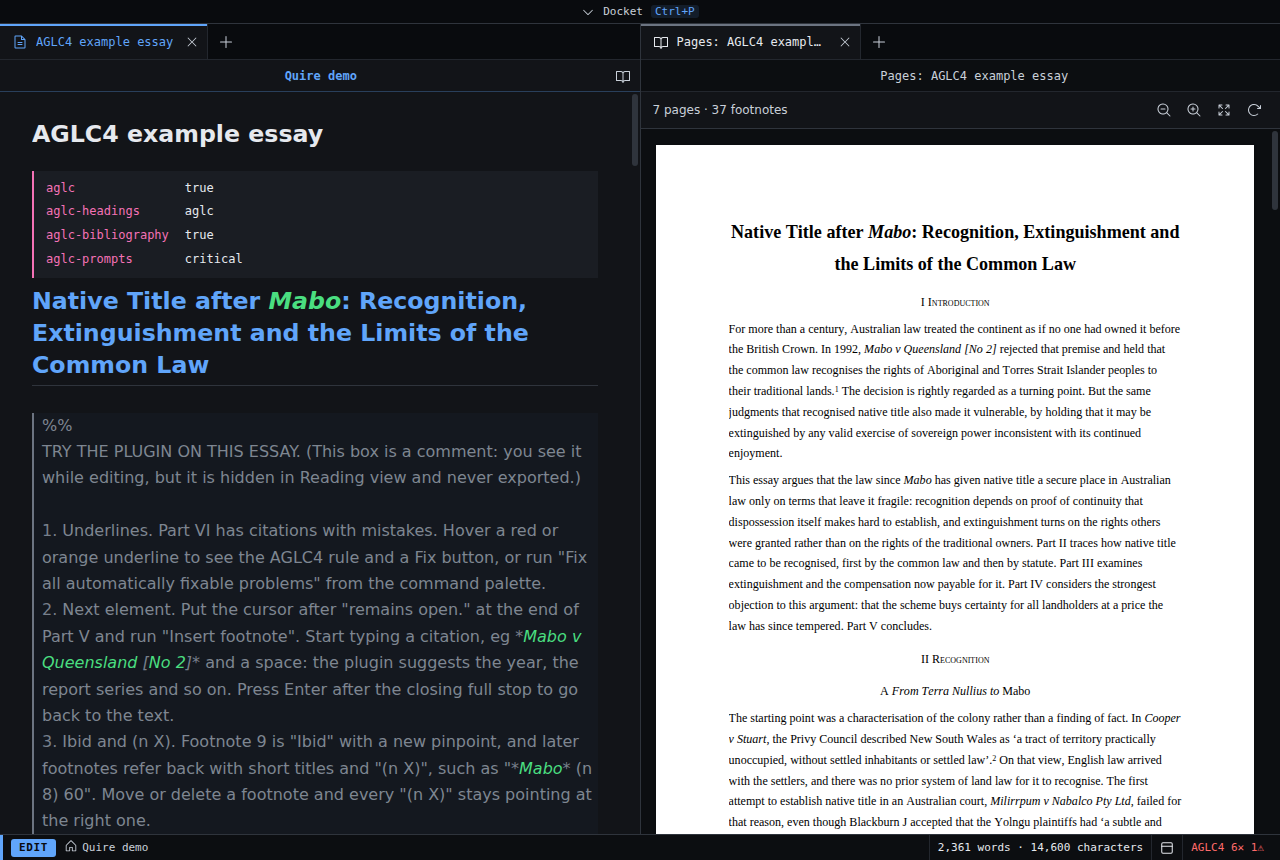 Docket Ctrl+P
AGLC4 example essay
Pages: AGLC4 exampl…
Quire demo
Pages: AGLC4 example essay
AGLC4 example essay
aglc true
aglc-headings aglc
aglc-bibliography true
aglc-prompts critical
Native Title after Mabo: Recognition,
Extinguishment and the Limits of the
Common Law
%%
TRY THE PLUGIN ON THIS ESSAY. (This box is a comment: you see it
while editing, but it is hidden in Reading view and never exported.)
1. Underlines. Part VI has citations with mistakes. Hover a red or
orange underline to see the AGLC4 rule and a Fix button, or run "Fix
all automatically fixable problems" from the command palette.
2. Next element. Put the cursor after "remains open." at the end of
Part V and run "Insert footnote". Start typing a citation, eg *Mabo v
Queensland [No 2]* and a space: the plugin suggests the year, the
report series and so on. Press Enter after the closing full stop to go
back to the text.
3. Ibid and (n X). Footnote 9 is "Ibid" with a new pinpoint, and later
footnotes refer back with short titles and "(n X)", such as "*Mabo* (n
8) 60". Move or delete a footnote and every "(n X)" stays pointing at
the right one.
7 pages · 37 footnotes
Native Title after Mabo: Recognition, Extinguishment and
the Limits of the Common Law
I Introduction
For more than a century, Australian law treated the continent as if no one had owned it before
the British Crown. In 1992, Mabo v Queensland [No 2] rejected that premise and held that
the common law recognises the rights of Aboriginal and Torres Strait Islander peoples to
their traditional lands.1 The decision is rightly regarded as a turning point. But the same
judgments that recognised native title also made it vulnerable, by holding that it may be
extinguished by any valid exercise of sovereign power inconsistent with its continued
enjoyment.
This essay argues that the law since Mabo has given native title a secure place in Australian
law only on terms that leave it fragile: recognition depends on proof of continuity that
dispossession itself makes hard to establish, and extinguishment turns on the rights others
were granted rather than on the rights of the traditional owners. Part II traces how native title
came to be recognised, first by the common law and then by statute. Part III examines
extinguishment and the compensation now payable for it. Part IV considers the strongest
objection to this argument: that the scheme buys certainty for all landholders at a price the
law has since tempered. Part V concludes.
II Recognition
A From Terra Nullius to Mabo
The starting point was a characterisation of the colony rather than a finding of fact. In Cooper
v Stuart, the Privy Council described New South Wales as ‘a tract of territory practically
unoccupied, without settled inhabitants or settled law’.2 On that view, English law arrived
with the settlers, and there was no prior system of land law for it to recognise. The first
attempt to establish native title in an Australian court, Milirrpum v Nabalco Pty Ltd, failed for
that reason, even though Blackburn J accepted that the Yolngu plaintiffs had ‘a subtle and
EDIT Quire demo
2,361 words · 14,600 characters
AGLC4 6× 1⚠